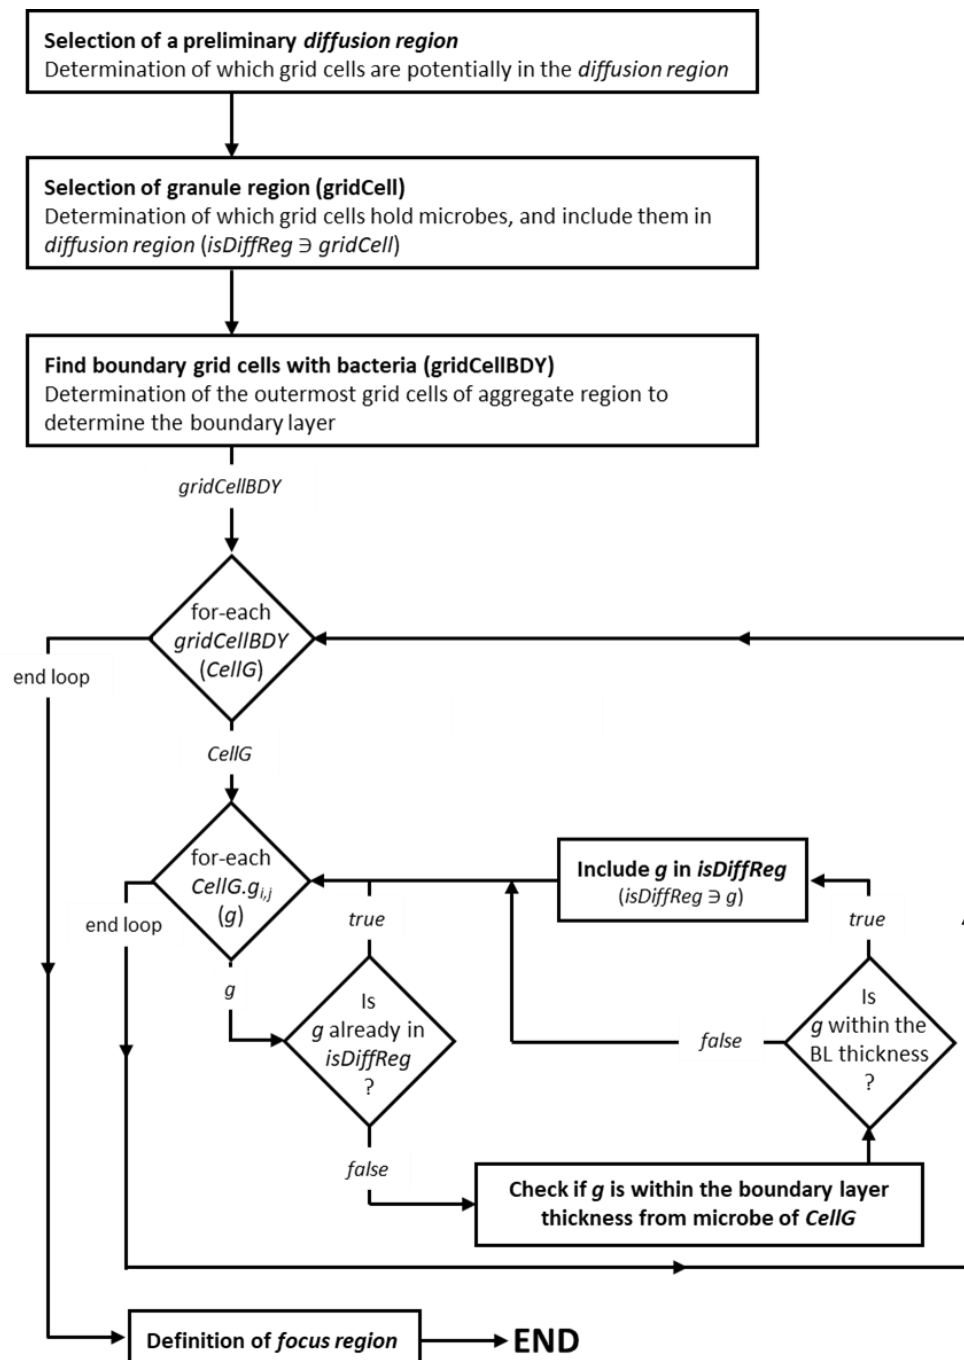 Selection of a preliminary diffusion region
Determination of which grid cells are potentially in the diffusion region
Selection of granule region (gridCell)
Determination of which grid cells hold microbes, and include them in
diffusion region (isDiffReg ∋ gridCell)
Find boundary grid cells with bacteria (gridCellBDY)
Determination of the outermost grid cells of aggregate region to
determine the boundary layer
gridCellBDY
for-each
gridCellBDY
(CellG)
end loop
CellG
for-each
CellG.gi,j
(g)
end loop
g
Include g in isDiffReg
(isDiffReg ∋ g)
true
true
Is
g already in
isDiffReg
?
false
Is
g within the
BL thickness
?
false
Check if g is within the boundary layer
thickness from microbe of CellG
Definition of focus region
END